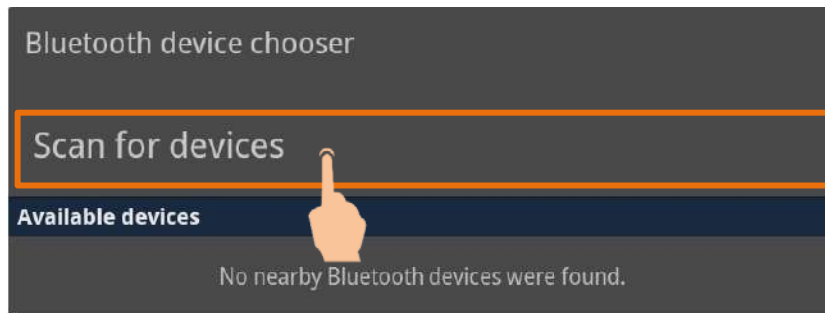 Bluetooth device chooser
Scan for devices
Available devices
No nearby Bluetooth devices were found.